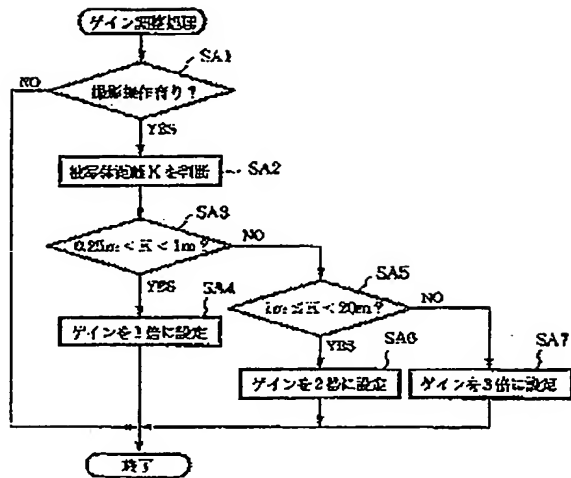 ゲイン調整処理
SA1
撮影操作有り?
NO
YES
被写体距離Kを判断
SA2
SA3
0.25m<K<1m?
NO
YES
SA4
ゲインを1倍に設定
SA5
1m≦K<20m?
NO
YES
SA6
ゲインを2倍に設定
SA7
ゲインを3倍に設定
終了